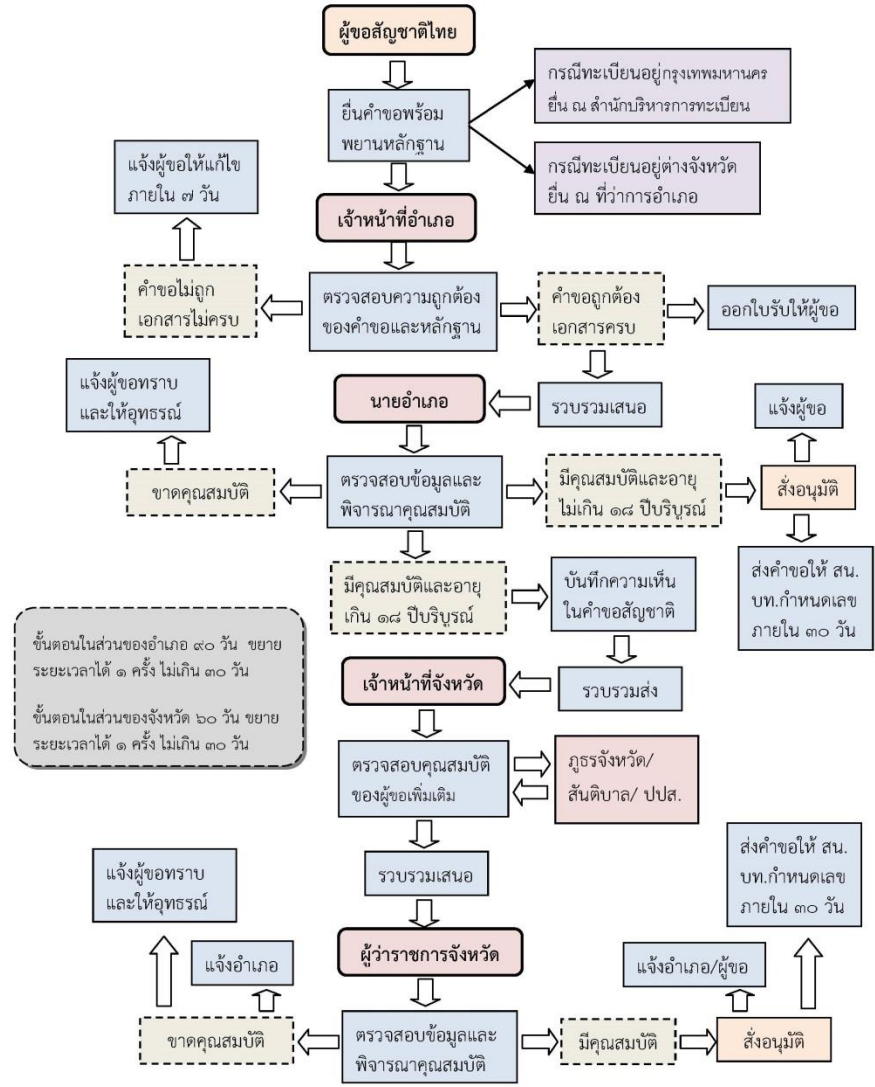 ผู้ขอสัญชาติไทย
ยื่นคำขอพร้อม
พยานหลักฐาน
กรณีทะเบียนอยู่กรุงเทพมหานคร
ยื่น ณ สำนักบริหารการทะเบียน
กรณีทะเบียนอยู่ต่างจังหวัด
ยื่น ณ ที่ว่าการอำเภอ
แจ้งผู้ขอให้แก้ไข
ภายใน ๗ วัน
เจ้าหน้าที่อำเภอ
คำขอไม่ถูก
เอกสารไม่ครบ
ตรวจสอบความถูกต้อง
ของคำขอและหลักฐาน
คำขอถูกต้อง
เอกสารครบ
ออกใบรับให้ผู้ขอ
แจ้งผู้ขอทราบ
และให้อุทธรณ์
นายอำเภอ
รวบรวมเสนอ
แจ้งผู้ขอ
ขาดคุณสมบัติ
ตรวจสอบข้อมูลและ
พิจารณาคุณสมบัติ
มีคุณสมบัติและอายุ
ไม่เกิน ๑๘ ปีบริบูรณ์
สั่งอนุมัติ
มีคุณสมบัติและอายุ
เกิน ๑๘ ปีบริบูรณ์
บันทึกความเห็น
ในคำขอสัญชาติ
ส่งคำขอให้ สน.
บท.กำหนดเลข
ภายใน ๓๐ วัน
ขั้นตอนในส่วนของอำเภอ ๙๐ วัน ขยาย
ระยะเวลาได้ ๑ ครั้ง ไม่เกิน ๓๐ วัน
ขั้นตอนในส่วนของจังหวัด ๖๐ วัน ขยาย
ระยะเวลาได้ ๑ ครั้ง ไม่เกิน ๓๐ วัน
เจ้าหน้าที่จังหวัด
รวบรวมส่ง
ตรวจสอบคุณสมบัติ
ของผู้ขอเพิ่มเติม
ภูธรจังหวัด/
สันติบาล/ ปปส.
รวบรวมเสนอ
ส่งคำขอให้ สน.
บท.กำหนดเลข
ภายใน ๓๐ วัน
แจ้งผู้ขอทราบ
และให้อุทธรณ์
แจ้งอำเภอ
ผู้ว่าราชการจังหวัด
แจ้งอำเภอ/ผู้ขอ
ขาดคุณสมบัติ
ตรวจสอบข้อมูลและ
พิจารณาคุณสมบัติ
มีคุณสมบัติ
สั่งอนุมัติ